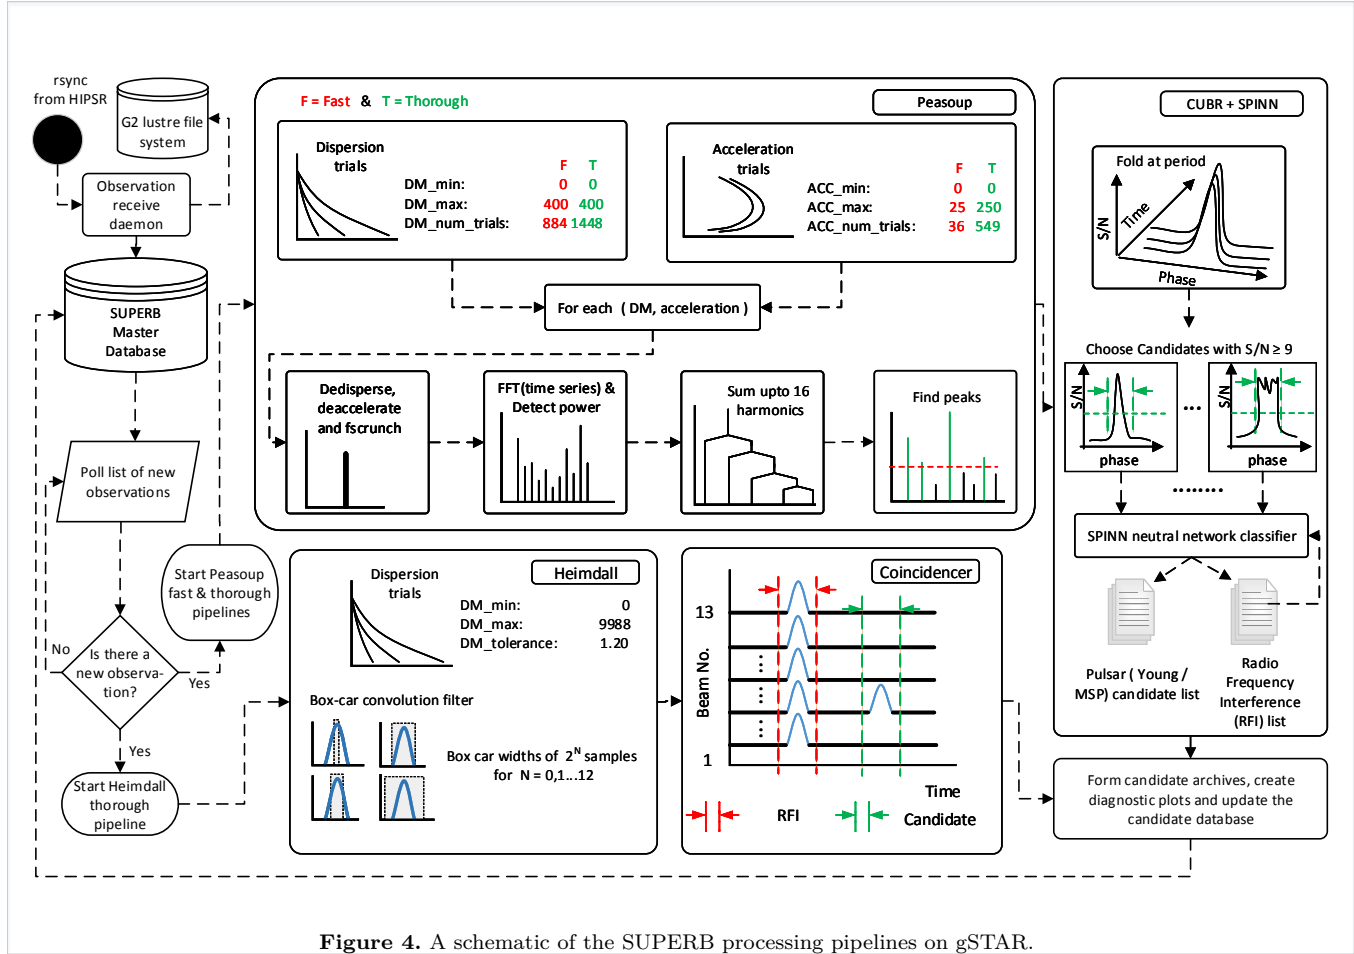 rsync
from HIPSR
G2 lustre file
system
Observation
receive
daemon
SUPERB
Master
Database
Poll list of new
observations
Is there a
new observa-
tion?
No
Yes
Yes
Start Peasoup
fast & thorough
pipelines
Start Heimdall
thorough
pipeline
F = Fast & T = Thorough
Peasoup
Dispersion
trials
F T
DM_min: 0 0
DM_max: 400 400
DM_num_trials: 884 1448
Acceleration
trials
F T
ACC_min: 0 0
ACC_max: 25 250
ACC_num_trials: 36 549
For each ( DM, acceleration )
Dedisperse,
deaccelerate
and fscrunch
FFT(time series) &
Detect power
Sum upto 16
harmonics
Find peaks
Heimdall
Dispersion
trials
DM_min: 0
DM_max: 9988
DM_tolerance: 1.20
Box-car convolution filter
Box car widths of 2^N samples
for N = 0,1...12
Coincidencer
13
Beam No.
1
Time
RFI
Candidate
CUBR + SPINN
Fold at period
S/N
Time
Phase
Choose Candidates with S/N ≥ 9
S/N
phase
...
S/N
phase
........
SPINN neutral network classifier
Pulsar ( Young /
MSP) candidate list
Radio
Frequency
Interference
(RFI) list
Form candidate archives, create
diagnostic plots and update the
candidate database
Figure 4. A schematic of the SUPERB processing pipelines on gSTAR.